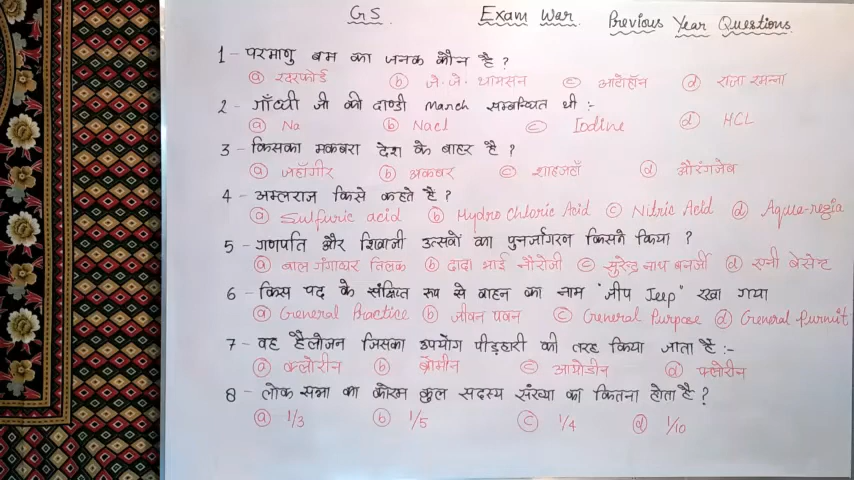 GS. Exam War. Previous Year Questions.
1 - परमाणु बम का जनक कौन है ?
ⓐ रदरफोर्ड ⓑ जे.जे. थामसन ⓒ आटोहॉन ⓓ राजा रमन्ना
2 - गाँधी जी की दाण्डी March सम्बन्धित थी :-
ⓐ Na ⓑ Nacl ⓒ Iodine ⓓ HCL
3 - किसका मकबरा देश के बाहर है ?
ⓐ जहाँगीर ⓑ अकबर ⓒ शाहजहाँ ⓓ औरंगजेब
4 - अम्लराज किसे कहते है ?
ⓐ Sulfuric acid ⓑ Hydro Chloric Acid ⓒ Nitric Acid ⓓ Aqua-regia
5 - गणपति और शिवाजी उत्सवों का पुनर्जागरण किसने किया ?
ⓐ बाल गंगाधर तिलक ⓑ दादा भाई नौरोजी ⓒ सुरेन्द्र नाथ बनर्जी ⓓ एनी बेसेन्ट
6 - किस पद के संक्षिप्त रूप से वाहन का नाम "जीप Jeep" रखा गया
ⓐ General Practice ⓑ जीवन पवन ⓒ General Purpose ⓓ General Purmit
7 - वह हैलोजन जिसका उपयोग पीड़हारी की तरह किया जाता है :-
ⓐ क्लोरीन ⓑ ब्रोमीन ⓒ आयोडीन ⓓ फ्लोरीन
8 - लोक सभा का कोरम कुल सदस्य संख्या का कितना होता है ?
ⓐ 1/3 ⓑ 1/5 ⓒ 1/4 ⓓ 1/10